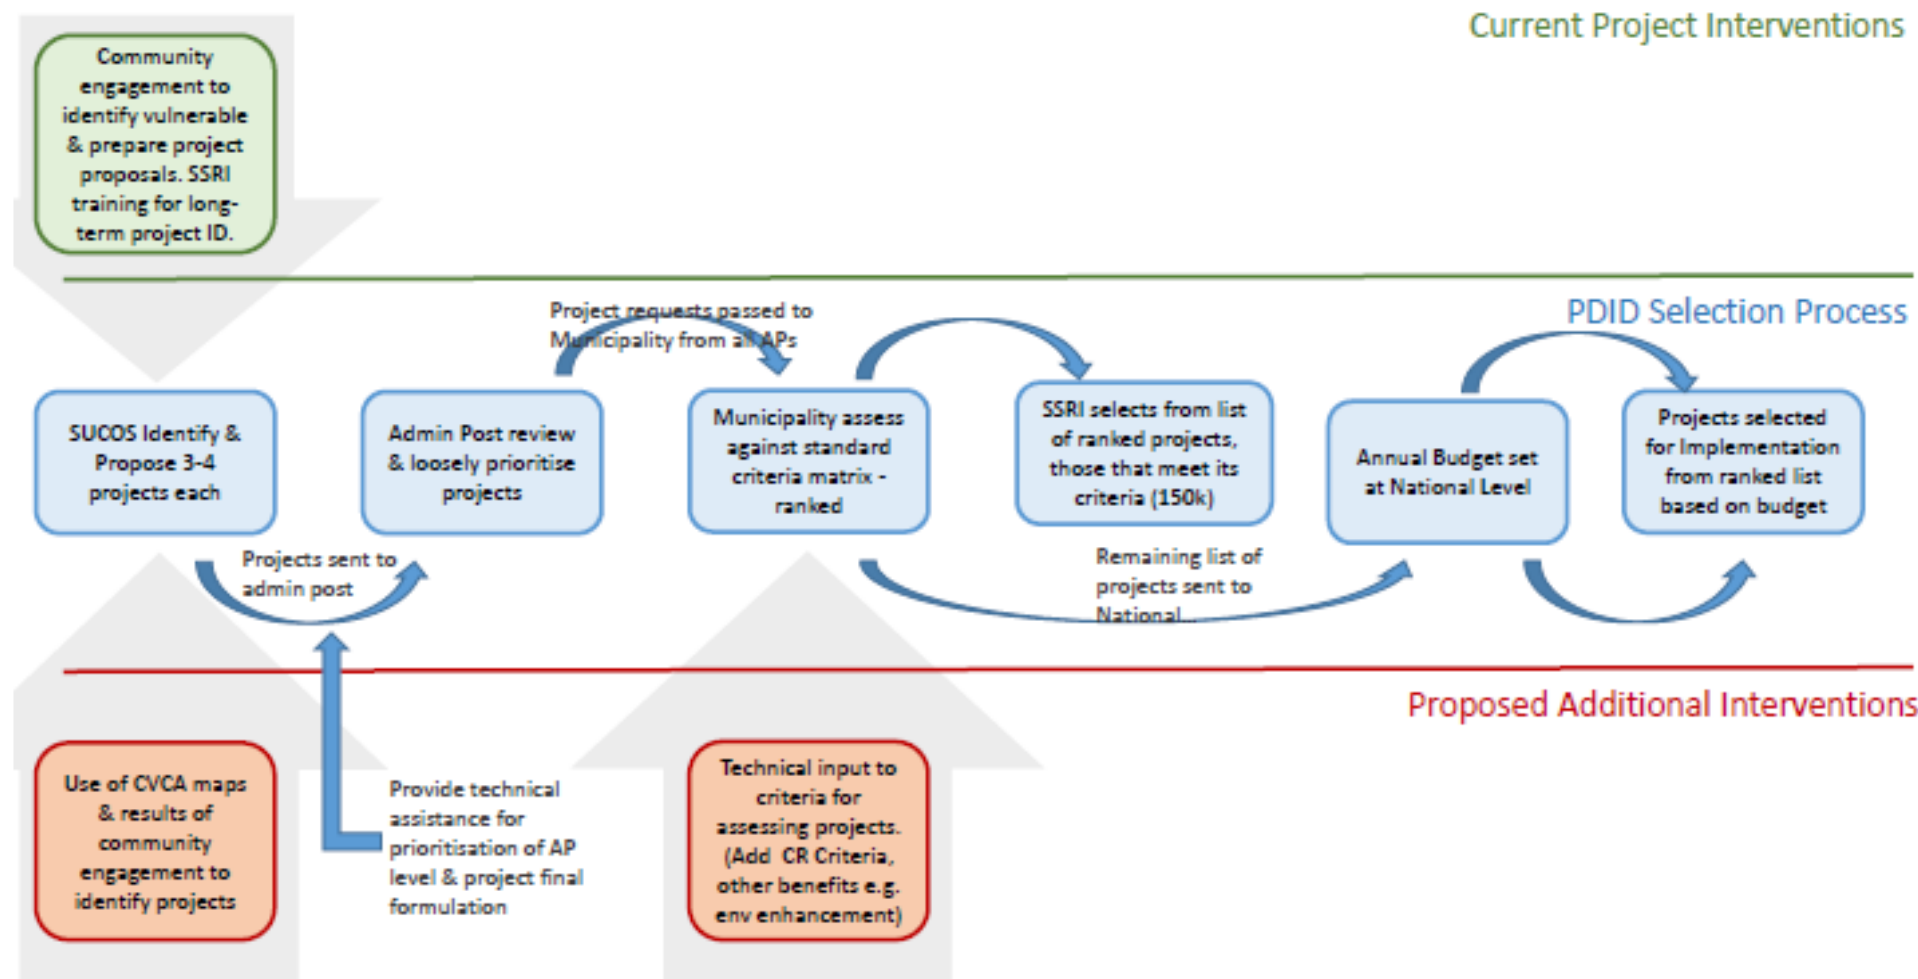 Current Project Interventions
Community
engagement to
identify vulnerable
& prepare project
proposals. SSRI
training for long-
term project ID.
PDID Selection Process
Project requests passed to
Municipality from all APs
SUCOS Identify &
Propose 3-4
projects each
Admin Post review
& loosely prioritise
projects
Municipality assess
against standard
criteria matrix -
ranked
SSRI selects from list
of ranked projects,
those that meet its
criteria (150k)
Annual Budget set
at National Level
Projects selected
for Implementation
from ranked list
based on budget
Projects sent to
admin post
Remaining list of
projects sent to
National...
Proposed Additional Interventions
Use of CVCA maps
& results of
community
engagement to
identify projects
Provide technical
assistance for
prioritisation of AP
level & project final
formulation
Technical input to
criteria for
assessing projects.
(Add CR Criteria,
other benefits e.g.
env enhancement)